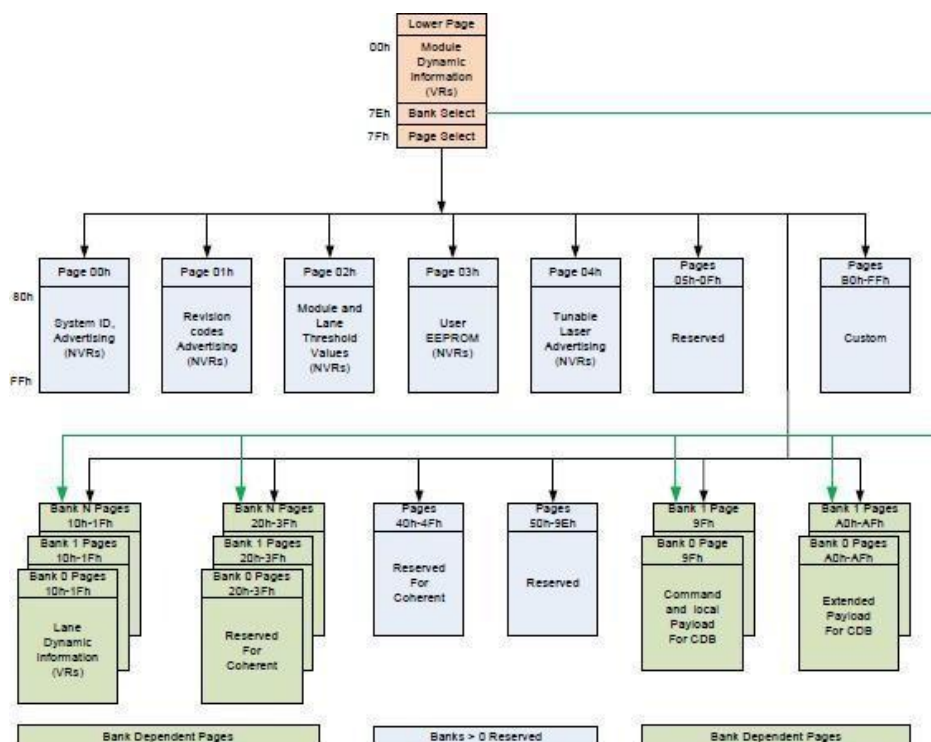 Lower Page
00h
Module
Dynamic
Information
(VRs)
7Eh
Bank Select
7Fh
Page Select
Page 00h
80h
System ID,
Advertising
(NVRs)
FFh
Page 01h
Revision
codes
Advertising
(NVRs)
Page 02h
Module and
Lane
Threshold
Values
(NVRs)
Page 03h
User
EEPROM
(NVRs)
Page 04h
Tunable
Laser
Advertising
(NVRs)
Pages
05h-0Fh
Reserved
Pages
B0h-FFh
Custom
Bank N Pages
10h-1Fh
Bank 1 Pages
10h-1Fh
Bank 0 Pages
10h-1Fh
Lane
Dynamic
Information
(VRs)
Bank N Pages
20h-3Fh
Bank 1 Pages
20h-3Fh
Bank 0 Pages
20h-3Fh
Reserved
For
Coherent
Pages
40h-4Fh
Reserved
For
Coherent
Pages
50h-9Eh
Reserved
Bank 1 Page
9Fh
Bank 0 Page
9Fh
Command
and local
Payload
For CDB
Bank 1 Pages
A0h-AFh
Bank 0 Pages
A0h-AFh
Extended
Payload
For CDB
Bank Dependent Pages
Banks > 0 Reserved
Bank Dependent Pages